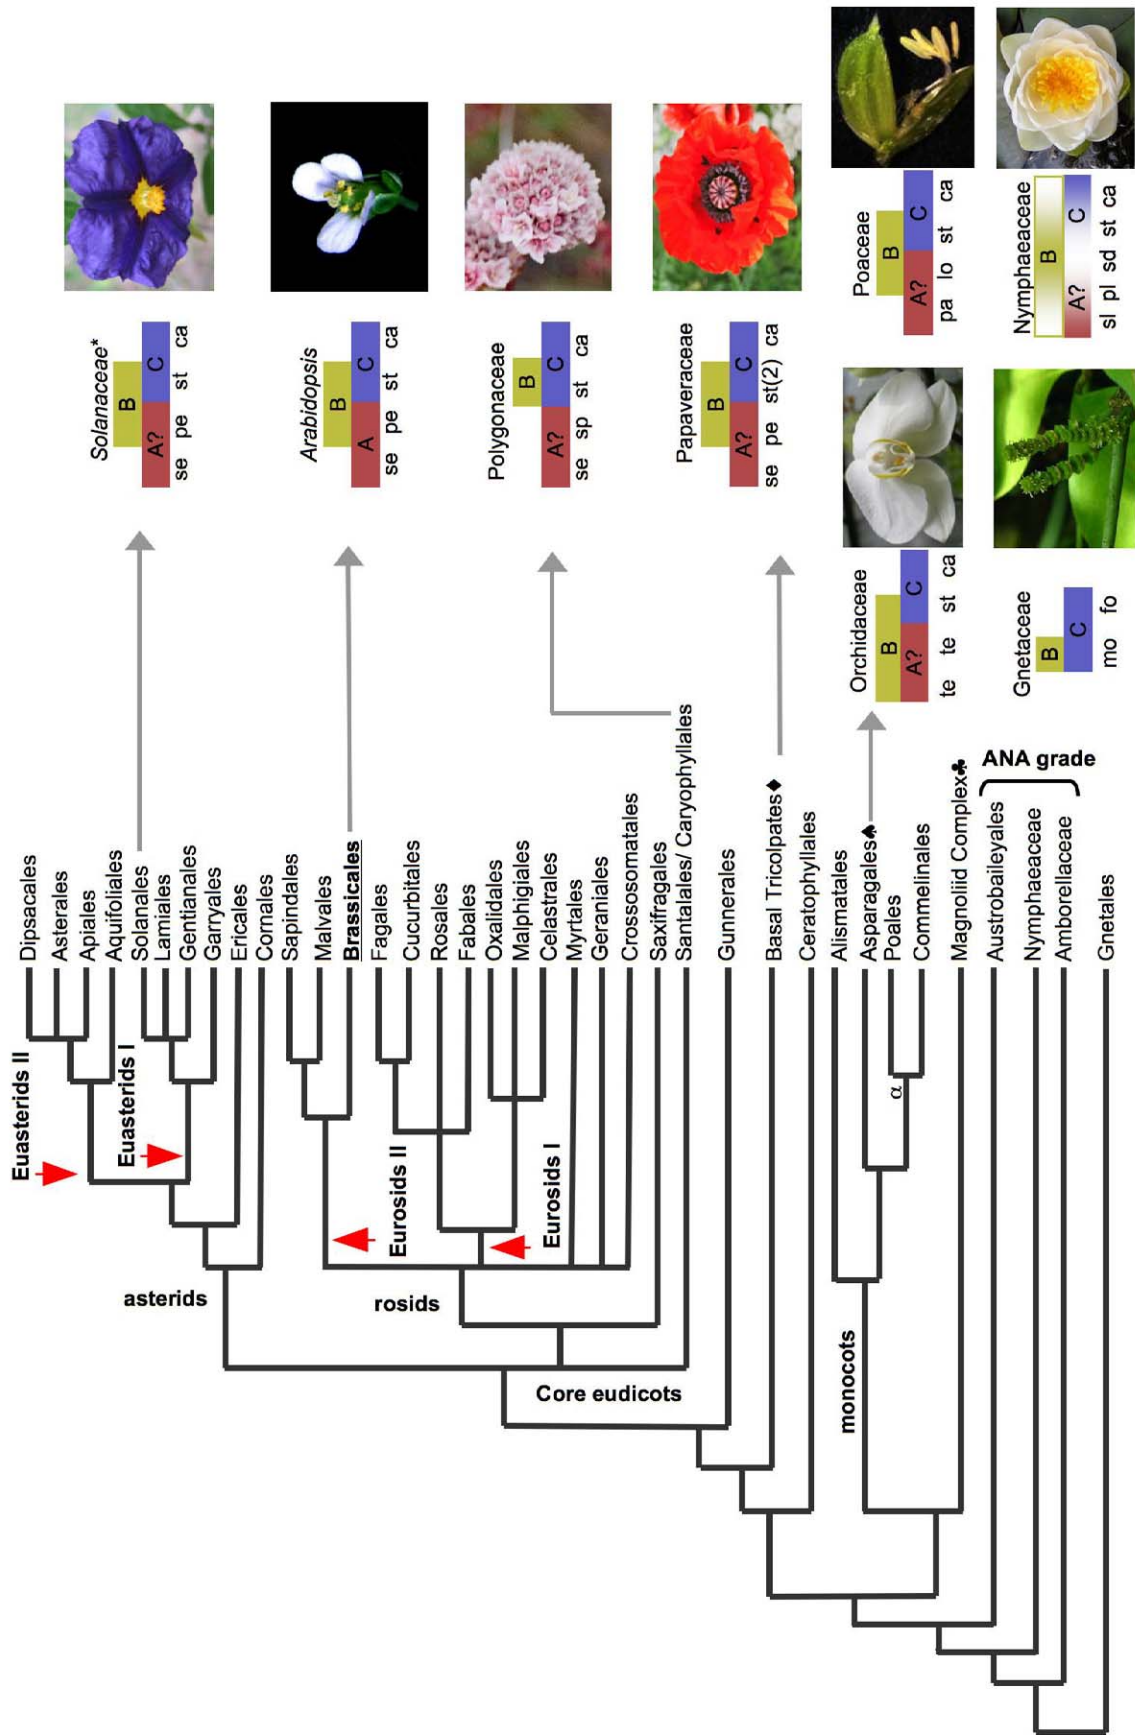 Dipsacales
Asterales
Apiales
Aquifoliales
Solanales
Lamiales
Gentianales
Garryales
Ericales
Cornales
Sapindales
Malvales
Brassicales
Fagales
Cucurbitales
Rosales
Fabales
Oxalidales
Malphigiales
Celastrales
Myrtales
Geraniales
Crossosomatales
Saxifragales
Santalales/ Caryophyllales
Gunnerales
Basal Tricolpates♦
Ceratophyllales
Alismatales
Asparagales♠
Poales
Commelinales
Magnoliid Complex♣
Austrobaileyales
Nymphaeaceae
Amborellaceae
Gnetales
Euasterids II
Euasterids I
asterids
Eurosids II
Eurosids I
rosids
Core eudicots
monocots
α
ANA grade
Solanaceae*
B
A? C
se pe st ca
Arabidopsis
B
A C
se pe st ca
Polygonaceae
B
A? C
se sp st ca
Papaveraceae
B
A? C
se pe st(2) ca
Orchidaceae
B
A? C
te te st ca
Poaceae
B
A? C
pa lo st ca
Gnetaceae
B
C
mo fo
Nymphaeaceae
B
A? C
sl pl sd st ca